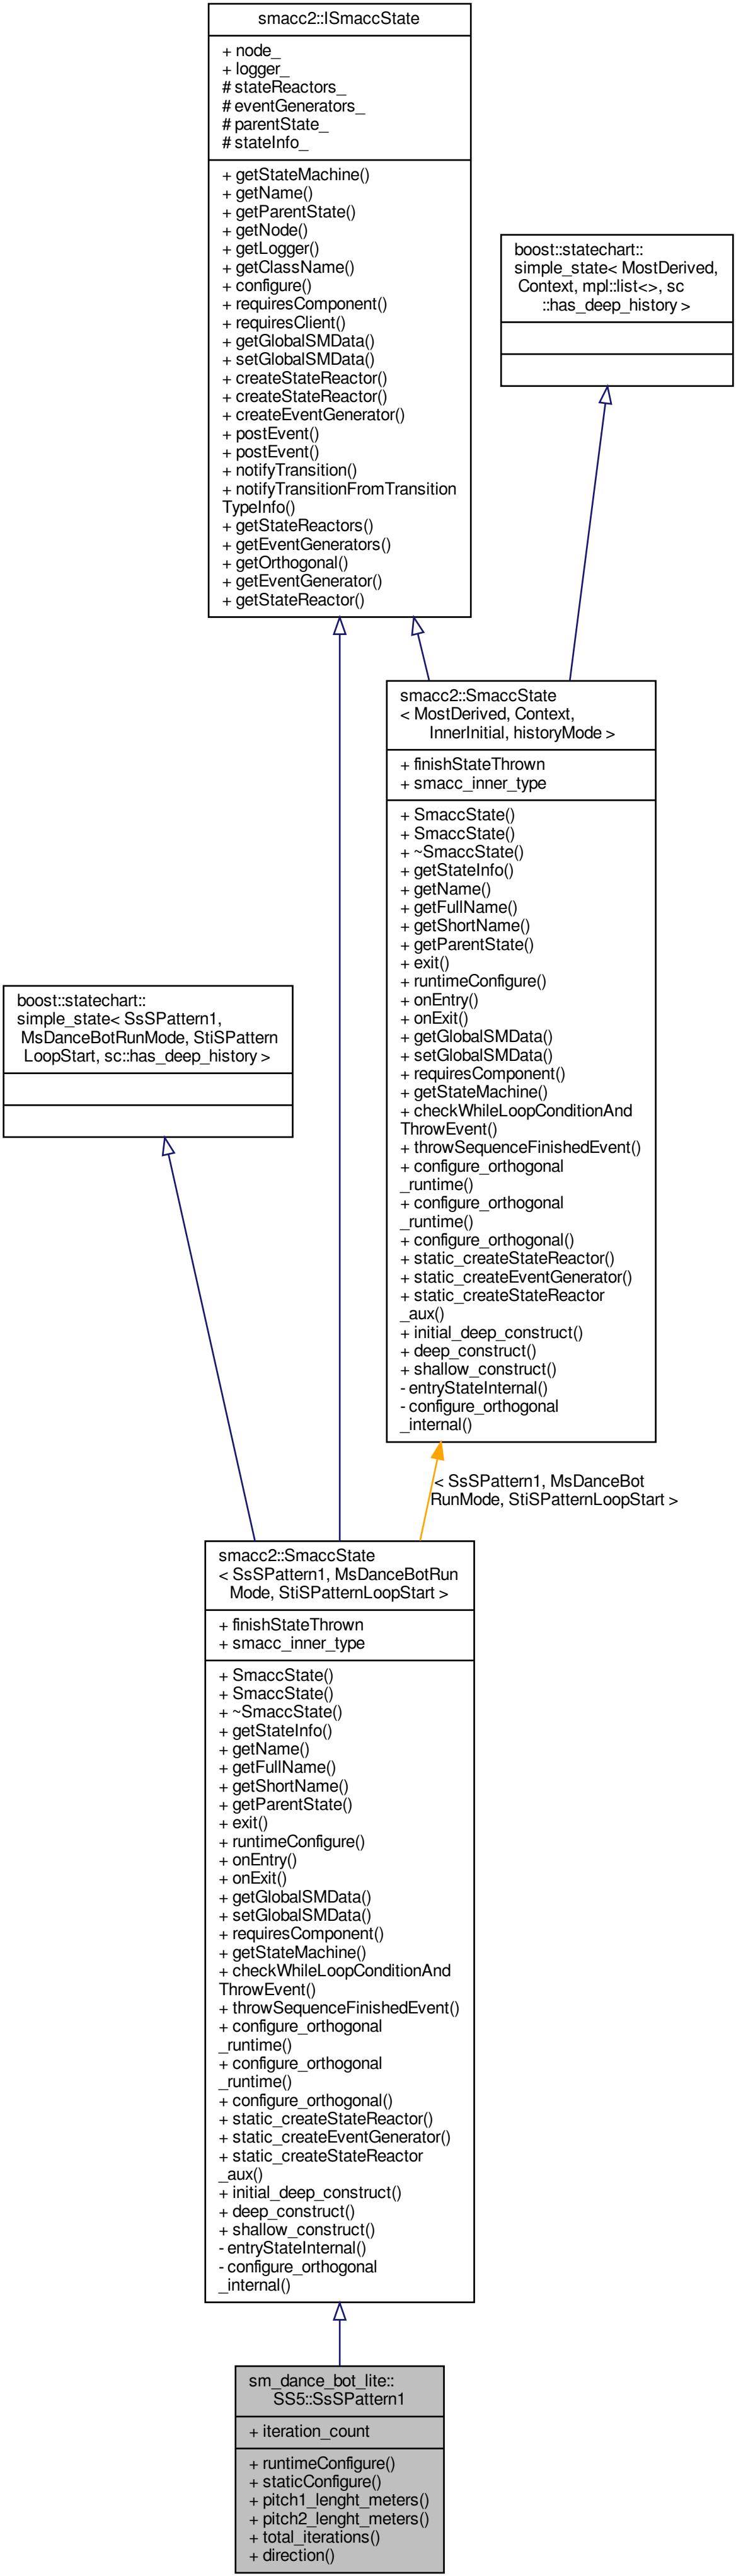 smacc2::ISmaccState
+ node_
+ logger_
# stateReactors_
# eventGenerators_
# parentState_
# stateInfo_
+ getStateMachine()
+ getName()
+ getParentState()
+ getNode()
+ getLogger()
+ getClassName()
+ configure()
+ requiresComponent()
+ requiresClient()
+ getGlobalSMData()
+ setGlobalSMData()
+ createStateReactor()
+ createStateReactor()
+ createEventGenerator()
+ postEvent()
+ postEvent()
+ notifyTransition()
+ notifyTransitionFromTransition
TypeInfo()
+ getStateReactors()
+ getEventGenerators()
+ getOrthogonal()
+ getEventGenerator()
+ getStateReactor()
boost::statechart::
simple_state< MostDerived,
Context, mpl::list<>, sc
::has_deep_history >
smacc2::SmaccState
< MostDerived, Context,
InnerInitial, historyMode >
+ finishStateThrown
+ smacc_inner_type
+ SmaccState()
+ SmaccState()
+ ~SmaccState()
+ getStateInfo()
+ getName()
+ getFullName()
+ getShortName()
+ getParentState()
+ exit()
+ runtimeConfigure()
+ onEntry()
+ onExit()
+ getGlobalSMData()
+ setGlobalSMData()
+ requiresComponent()
+ getStateMachine()
+ checkWhileLoopConditionAnd
ThrowEvent()
+ throwSequenceFinishedEvent()
+ configure_orthogonal
_runtime()
+ configure_orthogonal
_runtime()
+ configure_orthogonal()
+ static_createStateReactor()
+ static_createEventGenerator()
+ static_createStateReactor
_aux()
+ initial_deep_construct()
+ deep_construct()
+ shallow_construct()
- entryStateInternal()
- configure_orthogonal
_internal()
boost::statechart::
simple_state< SsSPattern1,
MsDanceBotRunMode, StiSPattern
LoopStart, sc::has_deep_history >
< SsSPattern1, MsDanceBot
RunMode, StiSPatternLoopStart >
smacc2::SmaccState
< SsSPattern1, MsDanceBotRun
Mode, StiSPatternLoopStart >
+ finishStateThrown
+ smacc_inner_type
+ SmaccState()
+ SmaccState()
+ ~SmaccState()
+ getStateInfo()
+ getName()
+ getFullName()
+ getShortName()
+ getParentState()
+ exit()
+ runtimeConfigure()
+ onEntry()
+ onExit()
+ getGlobalSMData()
+ setGlobalSMData()
+ requiresComponent()
+ getStateMachine()
+ checkWhileLoopConditionAnd
ThrowEvent()
+ throwSequenceFinishedEvent()
+ configure_orthogonal
_runtime()
+ configure_orthogonal
_runtime()
+ configure_orthogonal()
+ static_createStateReactor()
+ static_createEventGenerator()
+ static_createStateReactor
_aux()
+ initial_deep_construct()
+ deep_construct()
+ shallow_construct()
- entryStateInternal()
- configure_orthogonal
_internal()
sm_dance_bot_lite::
SS5::SsSPattern1
+ iteration_count
+ runtimeConfigure()
+ staticConfigure()
+ pitch1_lenght_meters()
+ pitch2_lenght_meters()
+ total_iterations()
+ direction()